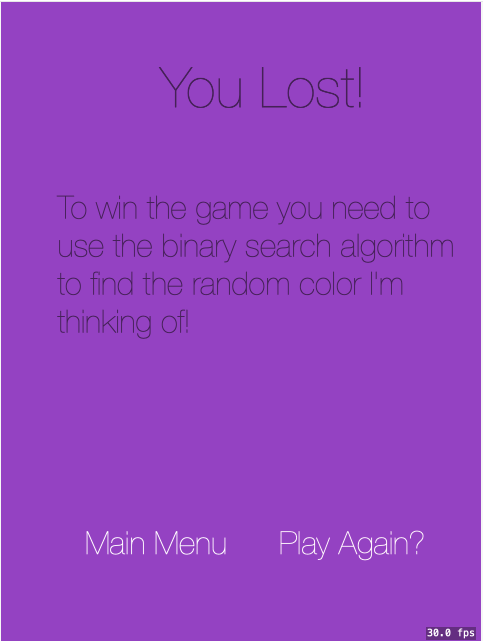 You Lost!
To win the game you need to
use the binary search algorithm
to find the random color I'm
thinking of!
Main Menu Play Again?
30.0 fps